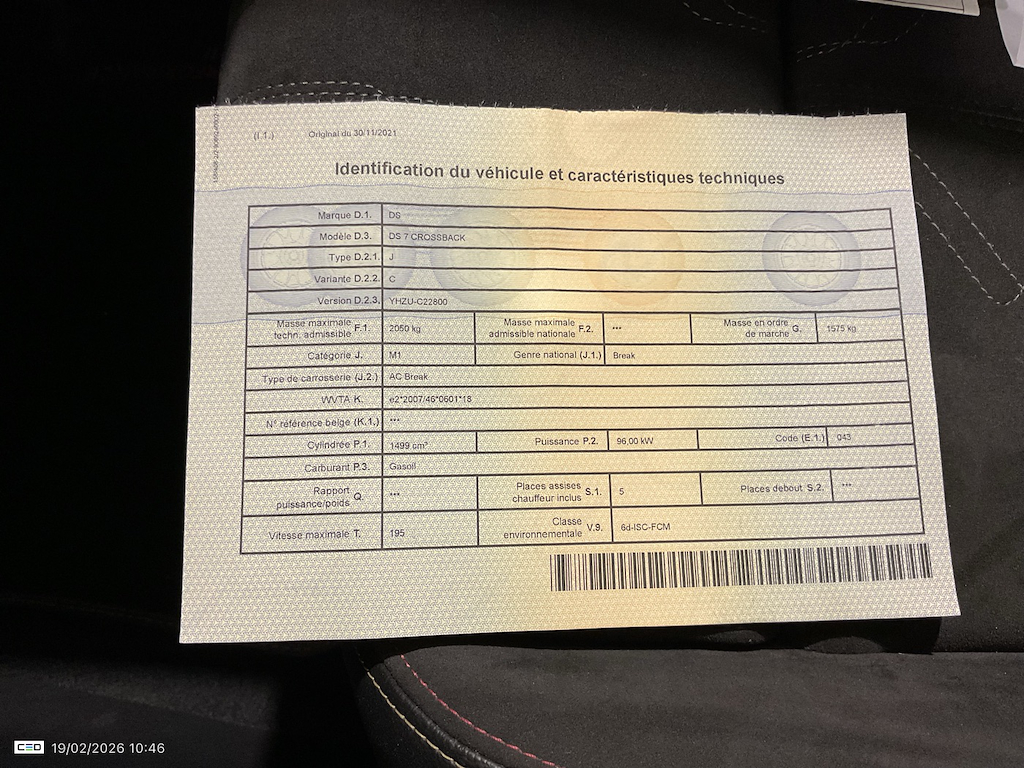 (I.1.) Original du 30/11/2021
Identification du véhicule et caractéristiques techniques
Marque D.1. DS
Modèle D.3. DS 7 CROSSBACK
Type D.2.1. J
Variante D.2.2. C
Version D.2.3. YHZU-C22800
Masse maximale techn. admissible F.1. 2050 kg Masse maximale admissible nationale F.2. *** Masse en ordre de marche G. 1575 kg
Catégorie J. M1 Genre national (J.1.) Break
Type de carrosserie (J.2.) AC Break
WVTA K. e2*2007/46*0601*18
N° référence belge (K.1.) ***
Cylindrée P.1. 1499 cm³ Puissance P.2. 96,00 kW Code (E.1.) 043
Carburant P.3. Gasoil
Rapport puissance/poids Q. *** Places assises chauffeur inclus S.1. 5 Places debout S.2. ***
Vitesse maximale T. 195 Classe environnementale V.9. 6d-ISC-FCM
19/02/2026 10:46